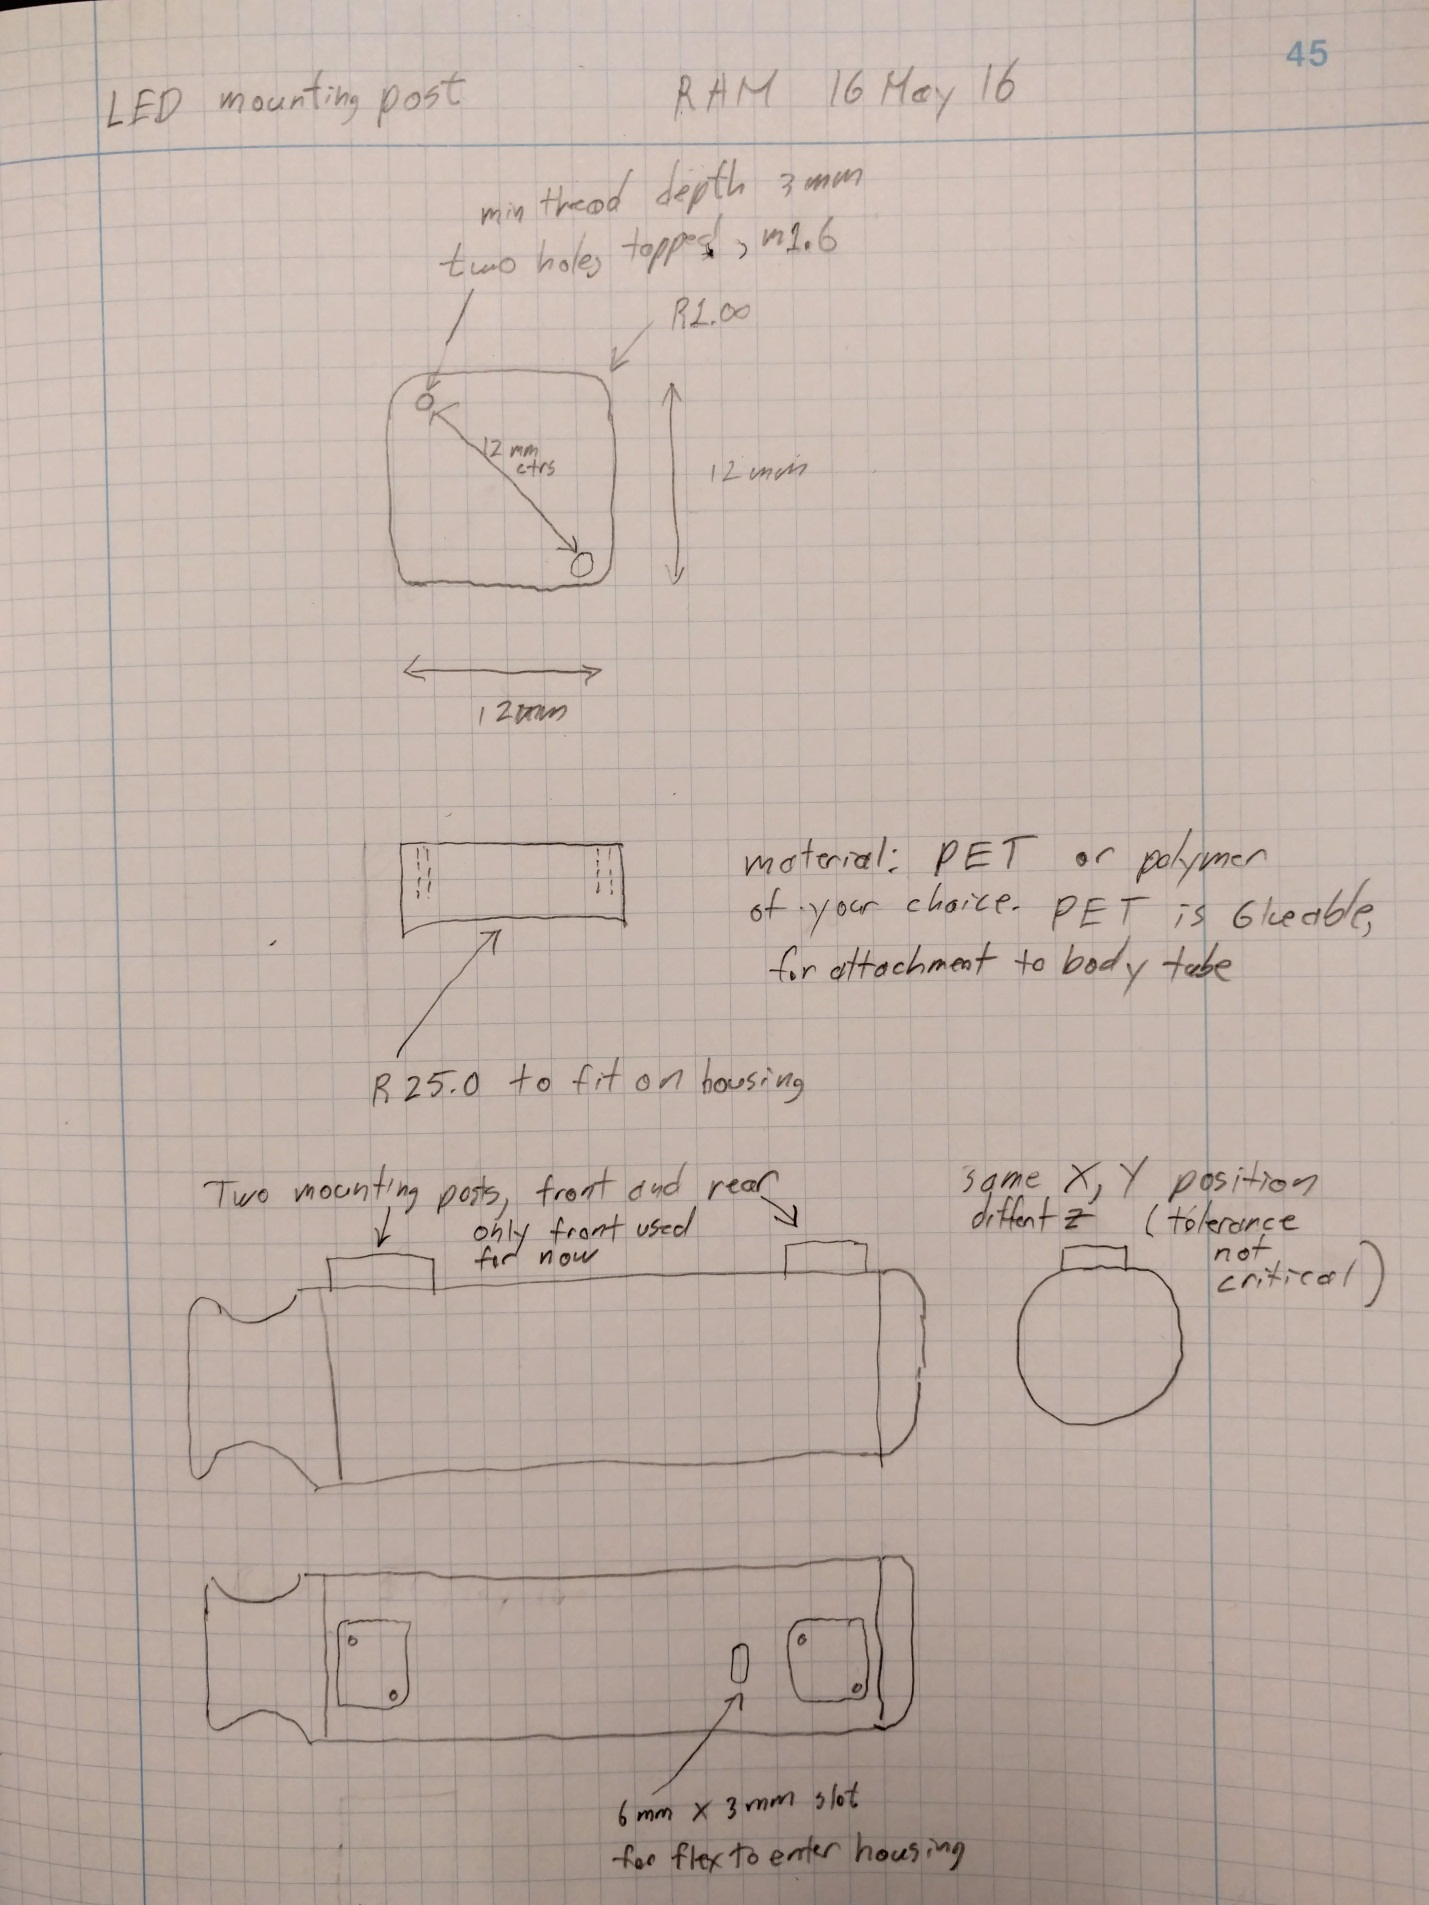 45
LED mounting post RAM 16 May 16
min thread depth 3mm
two holes tapped, m1.6
R1.00
12 mm
ctrs
12mm
12mm
material: PET or polymer
of your choice. PET is Glueable,
for attachment to body tube
R25.0 to fit on housing
Two mounting posts, front and rear
only front used
for now
same X, Y position
diffent z (tolerance
not
critical)
6mm x 3mm slot
for flex to enter housing